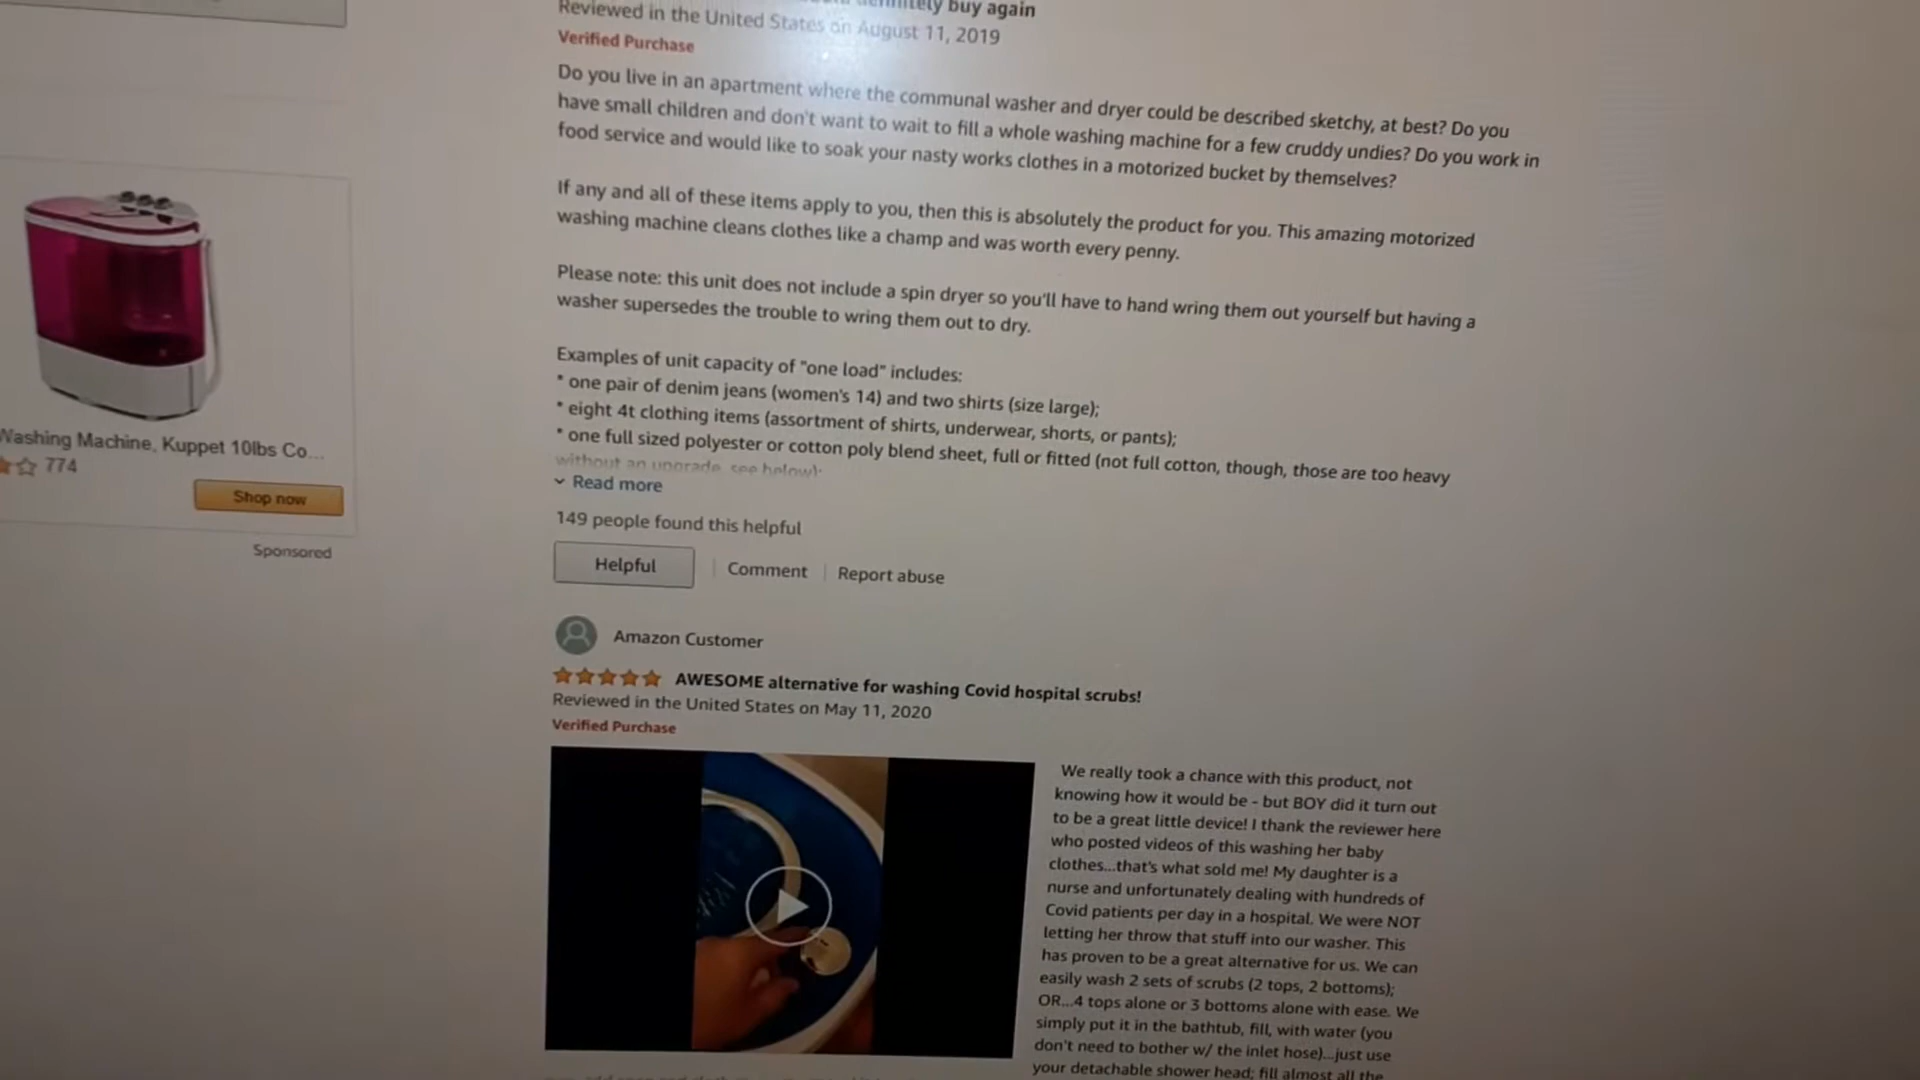 buy again
Reviewed in the United States on August 11, 2019
Verified Purchase
Do you live in an apartment where the communal washer and dryer could be described sketchy, at best? Do you
have small children and don't want to wait to fill a whole washing machine for a few cruddy undies? Do you work in
food service and would like to soak your nasty works clothes in a motorized bucket by themselves?
If any and all of these items apply to you, then this is absolutely the product for you. This amazing motorized
washing machine cleans clothes like a champ and was worth every penny.
Please note: this unit does not include a spin dryer so you'll have to hand wring them out yourself but having a
washer supersedes the trouble to wring them out to dry.
Examples of unit capacity of "one load" includes:
* one pair of denim jeans (women's 14) and two shirts (size large);
* eight 4t clothing items (assortment of shirts, underwear, shorts, or pants);
* one full sized polyester or cotton poly blend sheet, full or fitted (not full cotton, though, those are too heavy
without an upgrade, see below);
Read more
149 people found this helpful
Helpful
Comment
Report abuse
Washing Machine, Kuppet 10lbs Co...
774
Shop now
Sponsored
Amazon Customer
AWESOME alternative for washing Covid hospital scrubs!
Reviewed in the United States on May 11, 2020
Verified Purchase
We really took a chance with this product, not
knowing how it would be - but BOY did it turn out
to be a great little device! I thank the reviewer here
who posted videos of this washing her baby
clothes...that's what sold me! My daughter is a
nurse and unfortunately dealing with hundreds of
Covid patients per day in a hospital. We were NOT
letting her throw that stuff into our washer. This
has proven to be a great alternative for us. We can
easily wash 2 sets of scrubs (2 tops, 2 bottoms);
OR...4 tops alone or 3 bottoms alone with ease. We
simply put it in the bathtub, fill, with water (you
don't need to bother w/ the inlet hose)...just use
your detachable shower head; fill almost all the